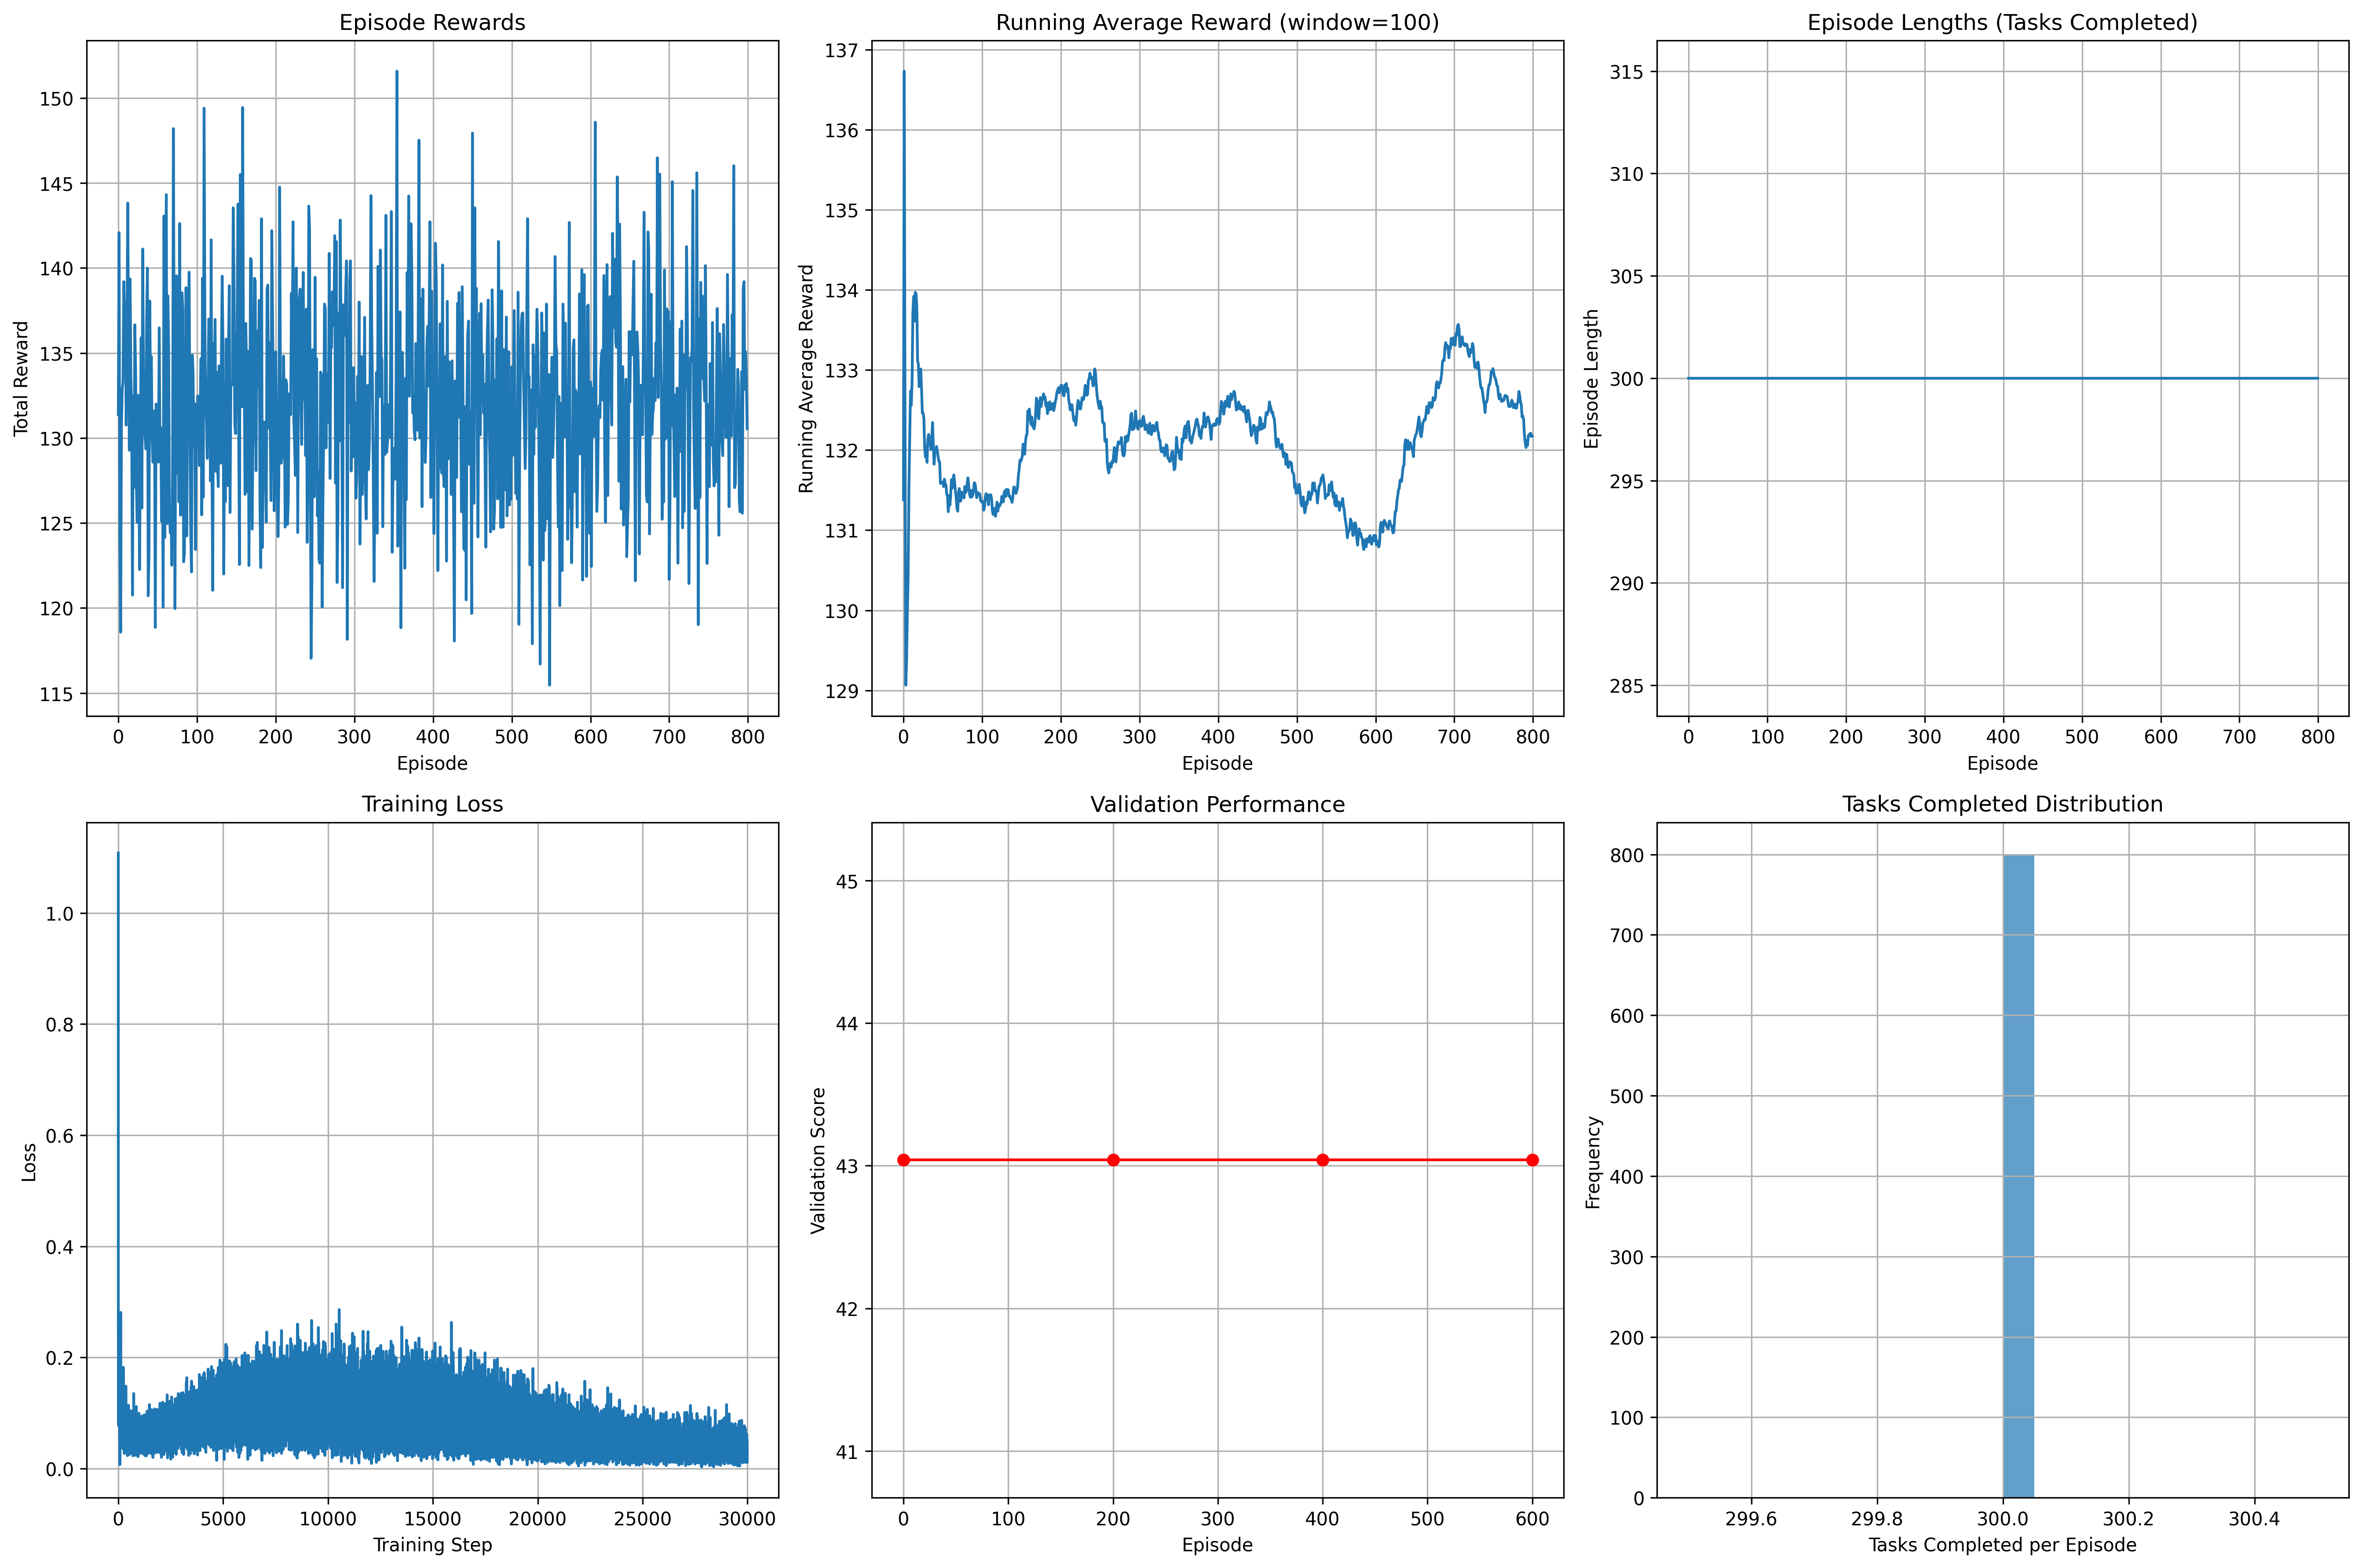 Episode Rewards
Total Reward
150
145
140
135
130
125
120
115
0 100 200 300 400 500 600 700 800
Episode
Running Average Reward (window=100)
Running Average Reward
137
136
135
134
133
132
131
130
129
0 100 200 300 400 500 600 700 800
Episode
Episode Lengths (Tasks Completed)
Episode Length
315
310
305
300
295
290
285
0 100 200 300 400 500 600 700 800
Episode
Training Loss
Loss
1.0
0.8
0.6
0.4
0.2
0.0
0 5000 10000 15000 20000 25000 30000
Training Step
Validation Performance
Validation Score
45
44
43
42
41
0 100 200 300 400 500 600
Episode
Tasks Completed Distribution
Frequency
800
700
600
500
400
300
200
100
0
299.6 299.8 300.0 300.2 300.4
Tasks Completed per Episode